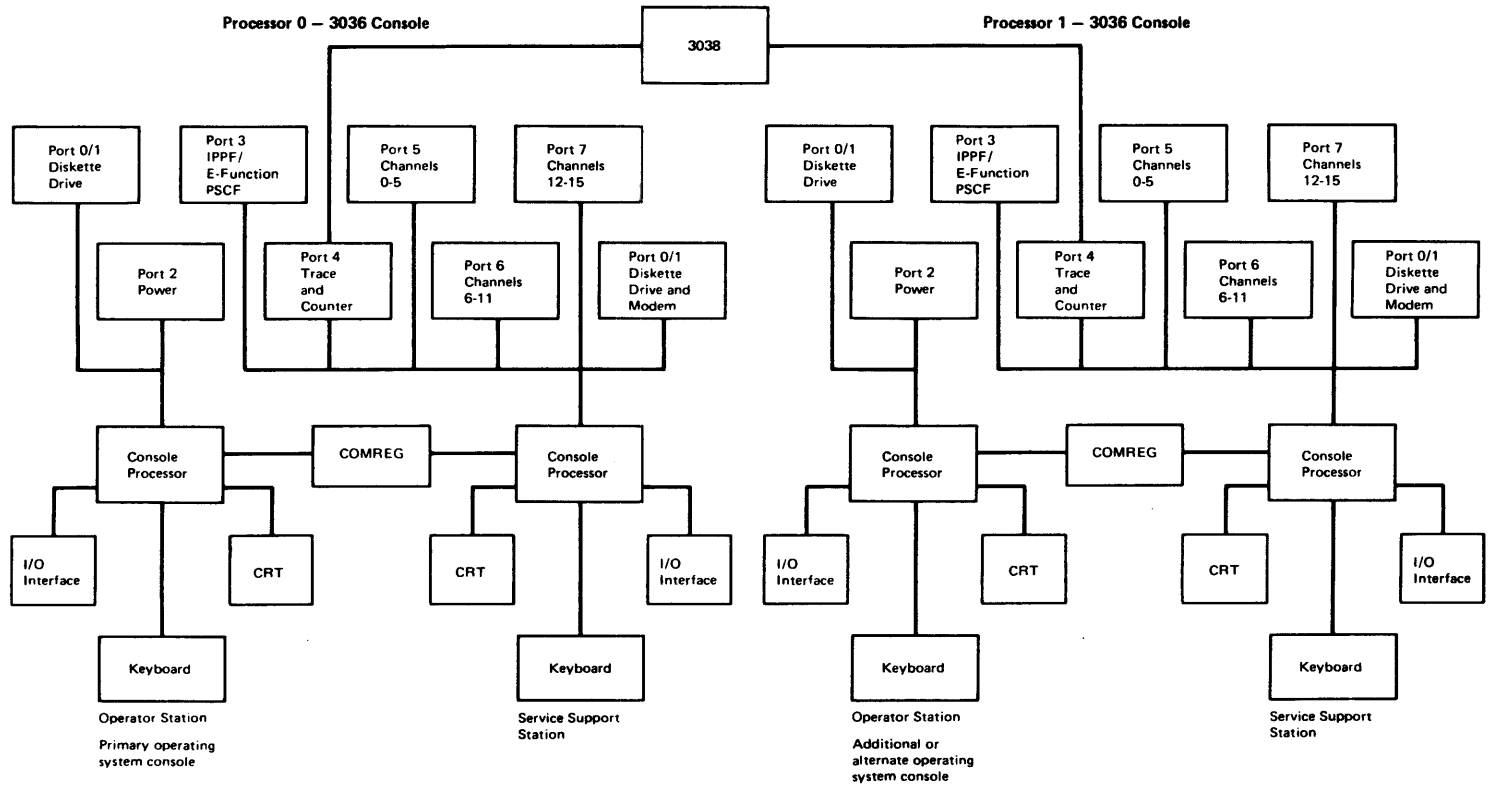 Processor 0 — 3036 Console
3038
Processor 1 — 3036 Console
Port 0/1
Diskette
Drive
Port 3
IPPF/
E-Function
PSCF
Port 5
Channels
0-5
Port 7
Channels
12-15
Port 2
Power
Port 4
Trace
and
Counter
Port 6
Channels
6-11
Port 0/1
Diskette
Drive and
Modem
Console
Processor
COMREG
Console
Processor
I/O
Interface
CRT
CRT
I/O
Interface
Keyboard
Keyboard
Operator Station
Primary operating
system console
Service Support
Station
Port 0/1
Diskette
Drive
Port 3
IPPF/
E-Function
PSCF
Port 5
Channels
0-5
Port 7
Channels
12-15
Port 2
Power
Port 4
Trace
and
Counter
Port 6
Channels
6-11
Port 0/1
Diskette
Drive and
Modem
Console
Processor
COMREG
Console
Processor
I/O
Interface
CRT
CRT
I/O
Interface
Keyboard
Keyboard
Operator Station
Additional or
alternate operating
system console
Service Support
Station